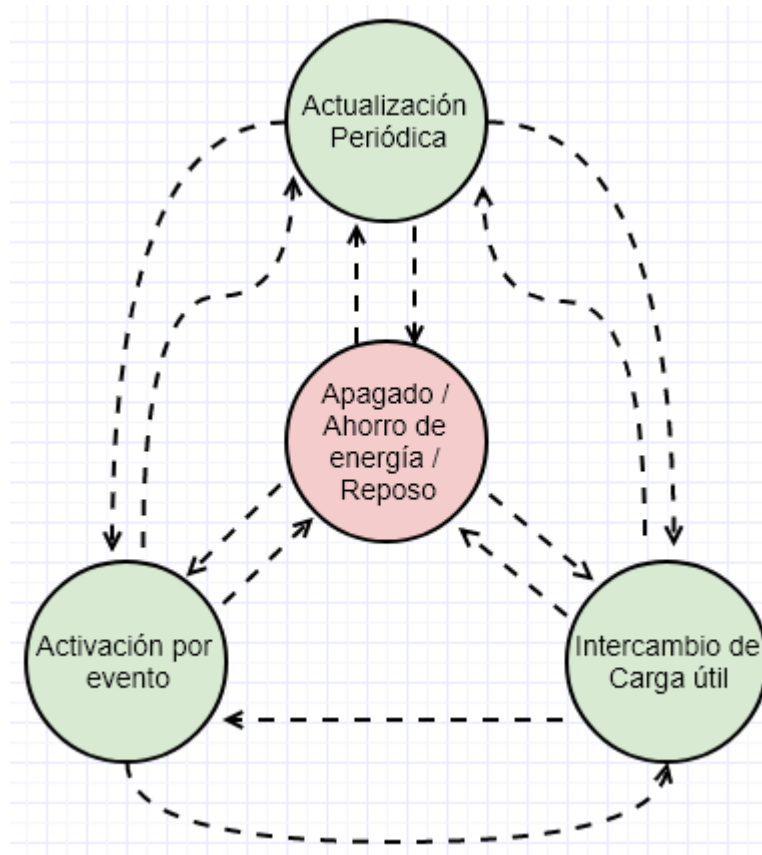 Actualización
Periódica
Apagado /
Ahorro de
energía /
Reposo
Activación por
evento
Intercambio de
Carga útil